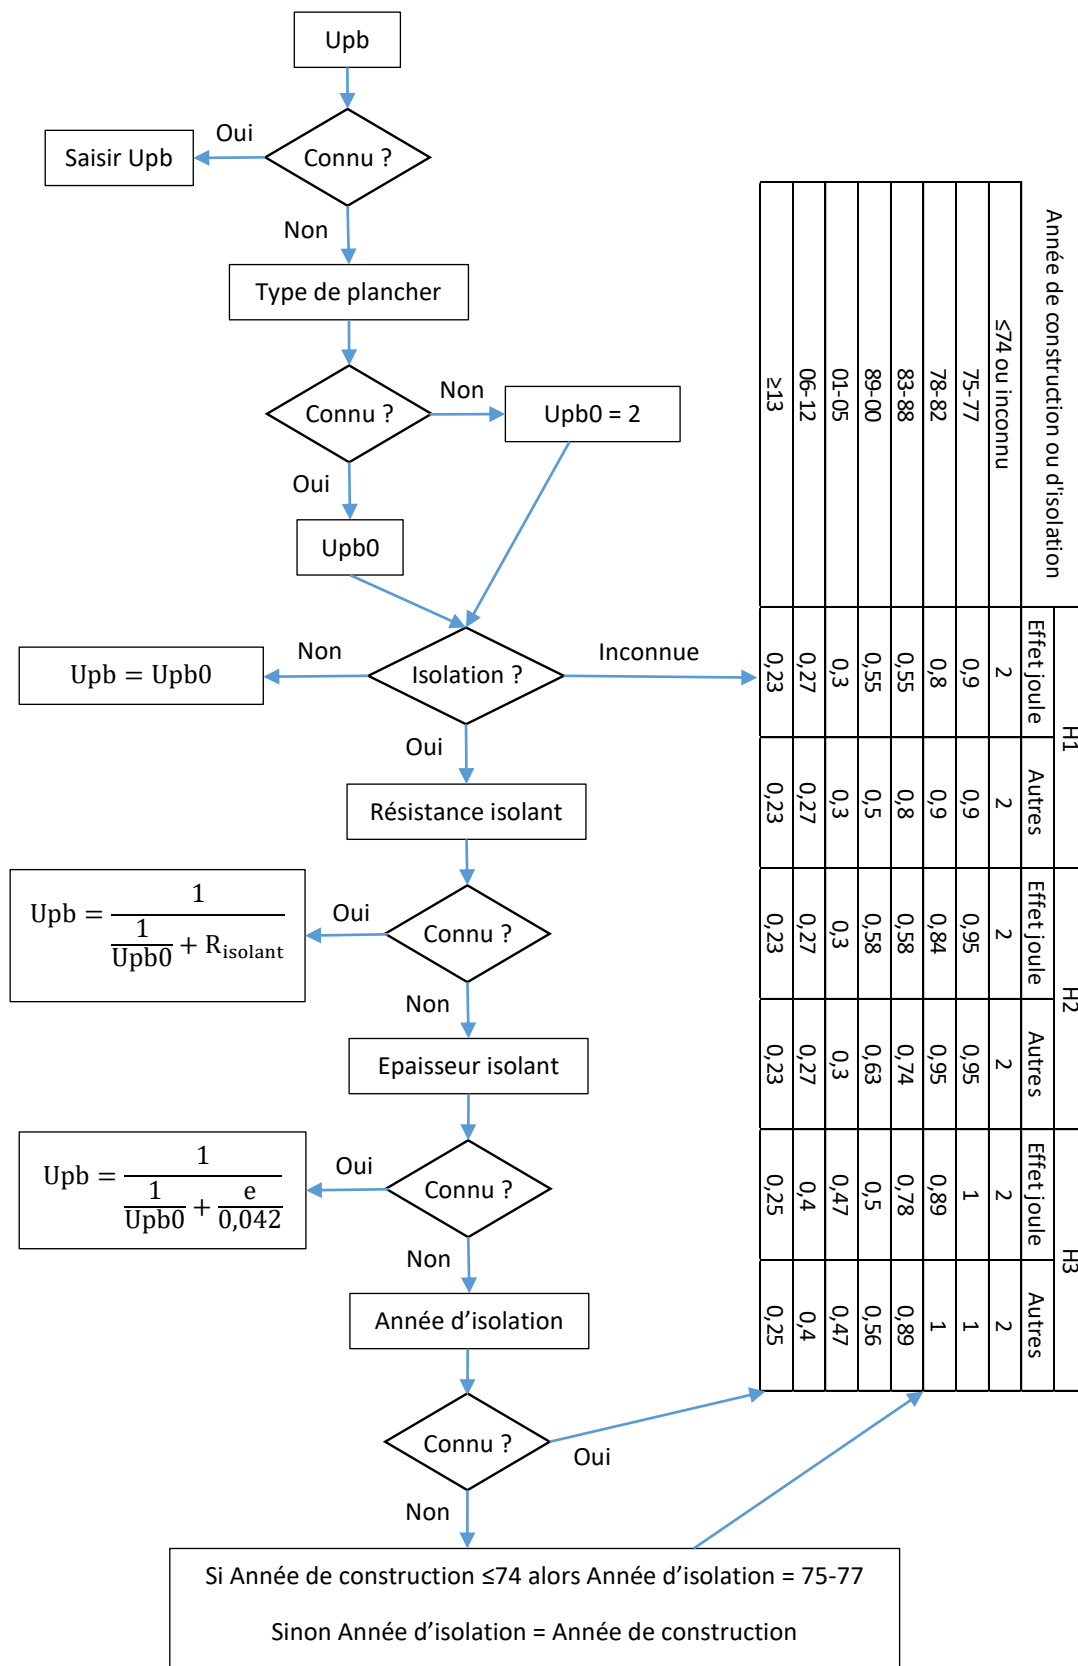 Upb
Connu ?
Oui
Saisir Upb
Non
Type de plancher
Connu ?
Non
Upb0 = 2
Oui
Upb0
Isolation ?
Non
Upb = Upb0
Inconnue
Oui
Résistance isolant
Connu ?
Oui
Upb = 1 / (1/Upb0 + R_isolant)
Non
Epaisseur isolant
Connu ?
Oui
Upb = 1 / (1/Upb0 + e/0,042)
Non
Année d’isolation
Connu ?
Oui
Non
Si Année de construction ≤74 alors Année d’isolation = 75-77
Sinon Année d’isolation = Année de construction
Année de construction ou d'isolation H1 H2 H3
Effet joule Autres Effet joule Autres Effet joule Autres
≤74 ou inconnu 2 2 2 2 2 2
75-77 0,9 0,9 0,95 0,95 1 1
78-82 0,8 0,9 0,84 0,95 0,89 1
83-88 0,55 0,8 0,58 0,74 0,78 0,89
89-00 0,55 0,5 0,58 0,63 0,5 0,56
01-05 0,3 0,3 0,3 0,3 0,47 0,47
06-12 0,27 0,27 0,27 0,27 0,4 0,4
≥13 0,23 0,23 0,23 0,23 0,25 0,25